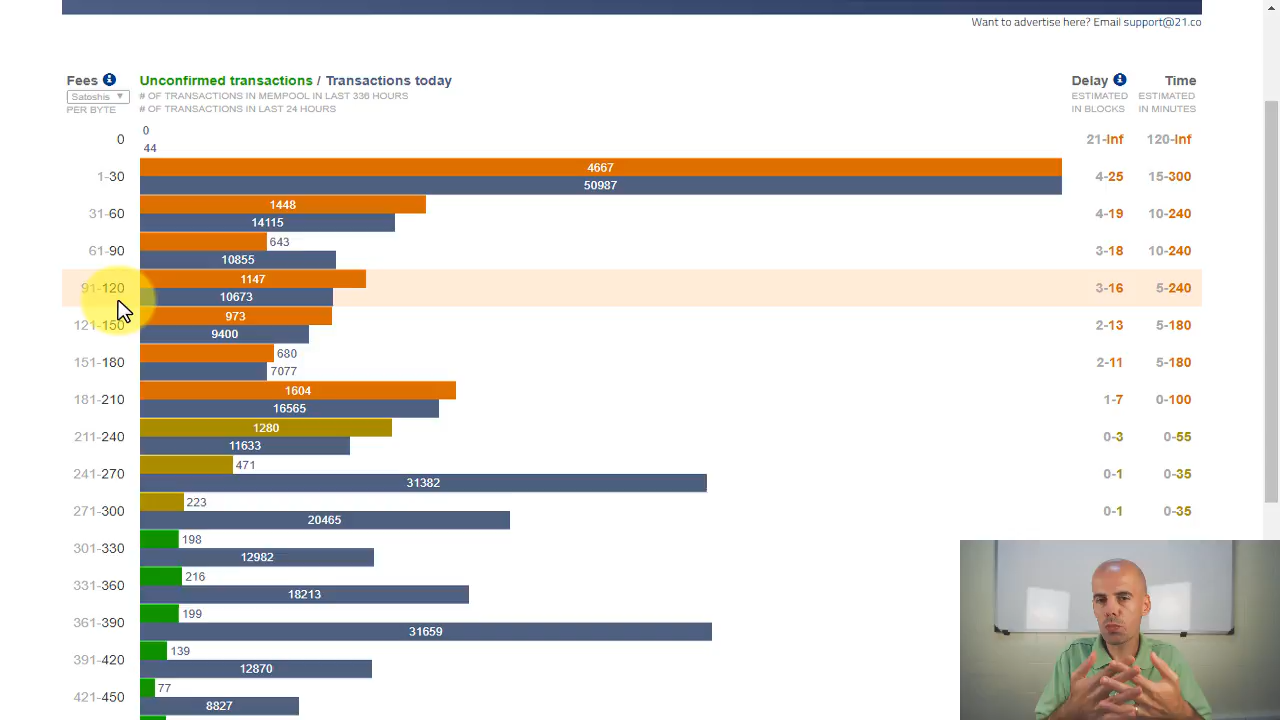 Want to advertise here? Email support@21.co
Fees i Unconfirmed transactions / Transactions today Delay i Time
Satoshis ▼ # OF TRANSACTIONS IN MEMPOOL IN LAST 336 HOURS ESTIMATED ESTIMATED
PER BYTE # OF TRANSACTIONS IN LAST 24 HOURS IN BLOCKS IN MINUTES
0 0 44 21-Inf 120-Inf
1-30 4667 50987 4-25 15-300
31-60 1448 14115 4-19 10-240
61-90 643 10855 3-18 10-240
91-120 1147 10673 3-16 5-240
121-150 973 9400 2-13 5-180
151-180 680 7077 2-11 5-180
181-210 1604 16565 1-7 0-100
211-240 1280 11633 0-3 0-55
241-270 471 31382 0-1 0-35
271-300 223 20465 0-1 0-35
301-330 198 12982
331-360 216 18213
361-390 199 31659
391-420 139 12870
421-450 77 8827